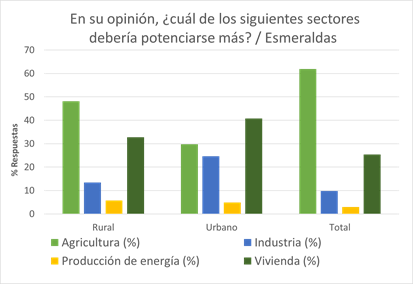 En su opinión, ¿cuál de los siguientes sectores
debería potenciarse más? / Esmeraldas
% Respuestas
70
60
50
40
30
20
10
0
Rural Urbano Total
Agricultura (%) Industria (%)
Producción de energía (%) Vivienda (%)